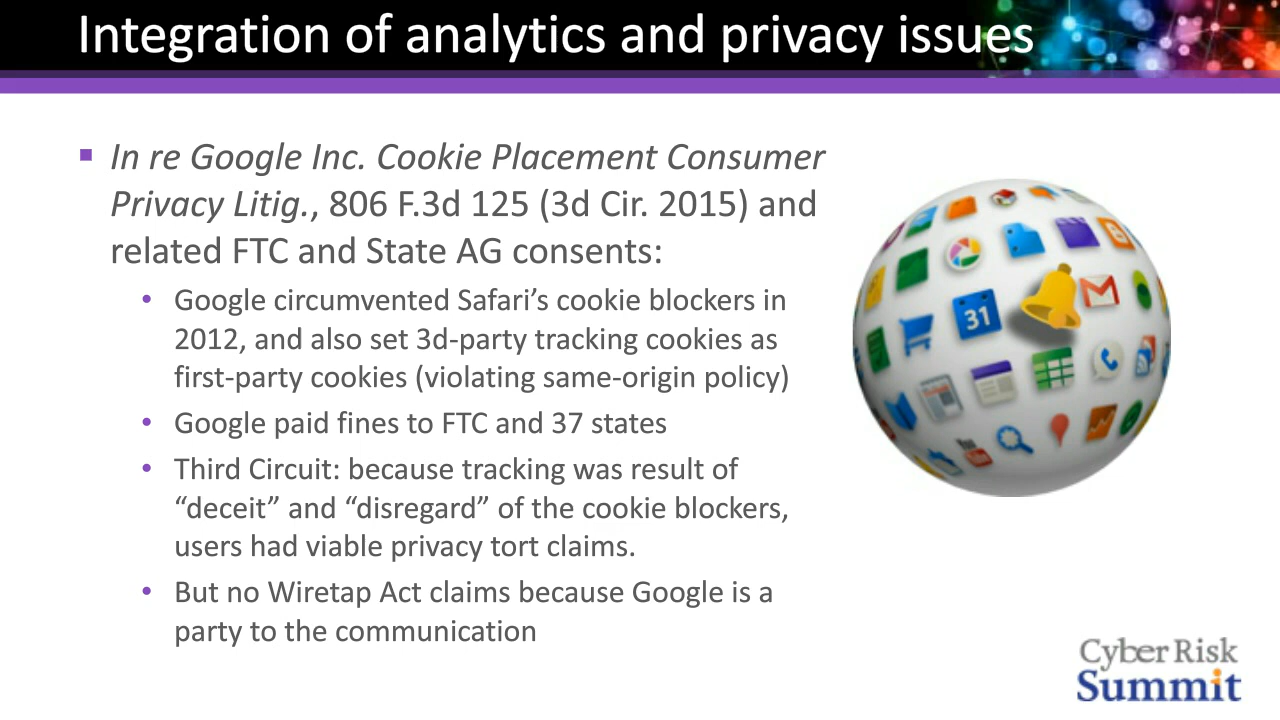 Integration of analytics and privacy issues
▪ In re Google Inc. Cookie Placement Consumer
Privacy Litig., 806 F.3d 125 (3d Cir. 2015) and
related FTC and State AG consents:
• Google circumvented Safari’s cookie blockers in
2012, and also set 3d-party tracking cookies as
first-party cookies (violating same-origin policy)
• Google paid fines to FTC and 37 states
• Third Circuit: because tracking was result of
“deceit” and “disregard” of the cookie blockers,
users had viable privacy tort claims.
• But no Wiretap Act claims because Google is a
party to the communication
31
You
Cyber Risk
Summit